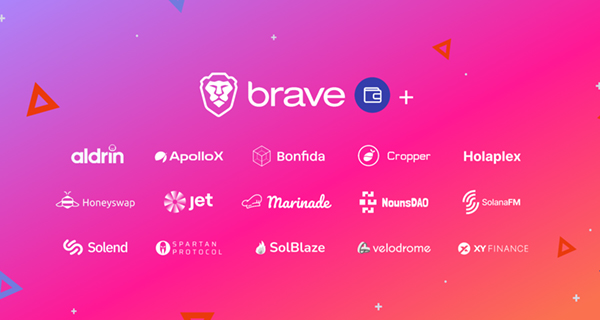 brave +
aldrin ApolloX Bonfida Cropper Holaplex
Honeyswap jet Marinade NounsDAO SolanaFM
Solend SPARTAN PROTOCOL SolBlaze velodrome XY FINANCE